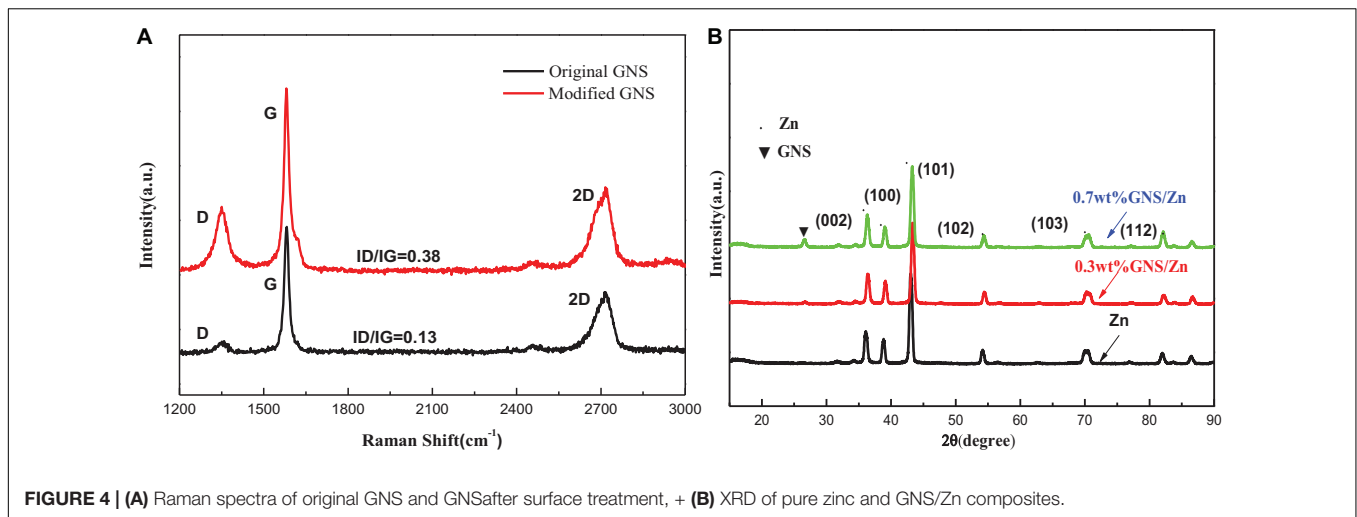 A
Intensity(a.u.)
Original GNS
Modified GNS
G
D
2D
ID/IG=0.38
G
D
2D
ID/IG=0.13
1200 1500 1800 2100 2400 2700 3000
Raman Shift(cm⁻¹)
B
Intensity(a.u.)
. Zn
▼ GNS
(002)
(100)
(101)
(102)
(103)
(112)
0.7wt%GNS/Zn
0.3wt%GNS/Zn
Zn
20 30 40 50 60 70 80 90
2θ(degree)
FIGURE 4 | (A) Raman spectra of original GNS and GNSafter surface treatment, + (B) XRD of pure zinc and GNS/Zn composites.